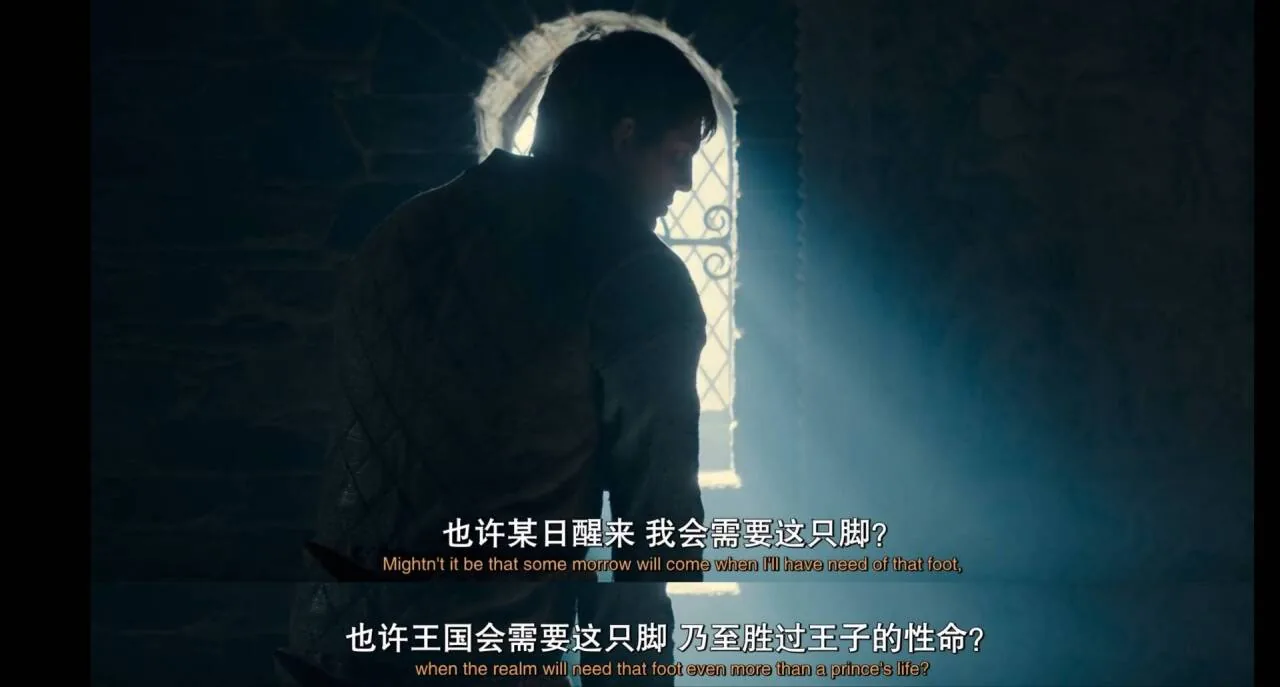 也许某日醒来 我会需要这只脚?
Mightn't it be that some morrow will come when I'll have need of that foot,
也许王国会需要这只脚 乃至胜过王子的性命?
when the realm will need that foot even more than a prince's life?